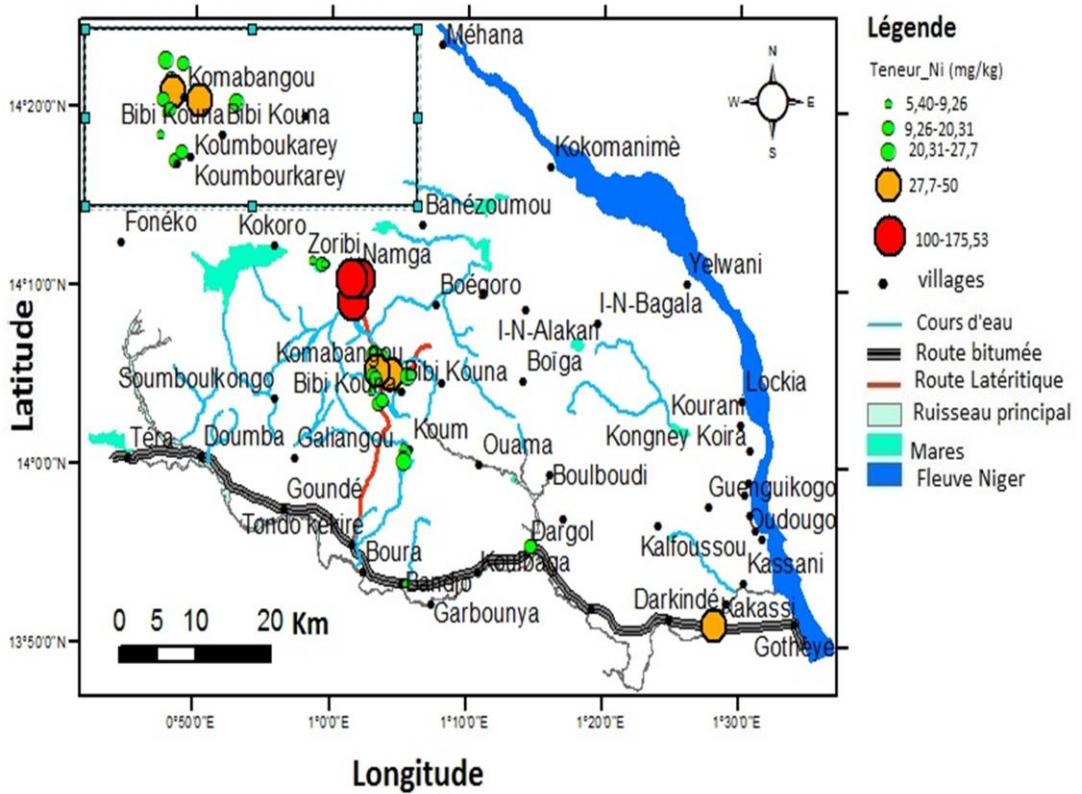 Méhana
Légende
Teneur_Ni (mg/kg)
N
W
E
S
5,40-9,26
9,26-20,31
20,31-27,7
27,7-50
100-175,53
villages
Cours d'eau
Route bitumée
Route Latéritique
Ruisseau principal
Mares
Fleuve Niger
Komabangou
Bibi Kouna
Bibi Kouna
Koumboukarey
Koumbourkarey
14°20'0"N
14°10'0"N
14°0'0"N
13°50'0"N
Latitude
Kokomanimè
Banézoumou
Fonéko
Kokoro
Zoribi
Namga
Yelwani
Boégoro
I-N-Bagala
I-N-Alakan
Komabangou
Boïga
Bibi Kouna
Bibi Kouna
Soumboulkongo
Lockia
Kourani
Téra
Doumba
Galiangou
Koum
Ouama
Kongney
Koira
Boulboudi
Goundé
Guenguikogo
Tondo kékiré
Dargol
Oudougo
Boura
Kalfoussou
Kassani
Bandjo
Koulbaga
Garbounya
Darkindé
Kakassi
Gothèye
0 5 10 20 Km
0°50'0"E
1°0'0"E
1°10'0"E
1°20'0"E
1°30'0"E
Longitude